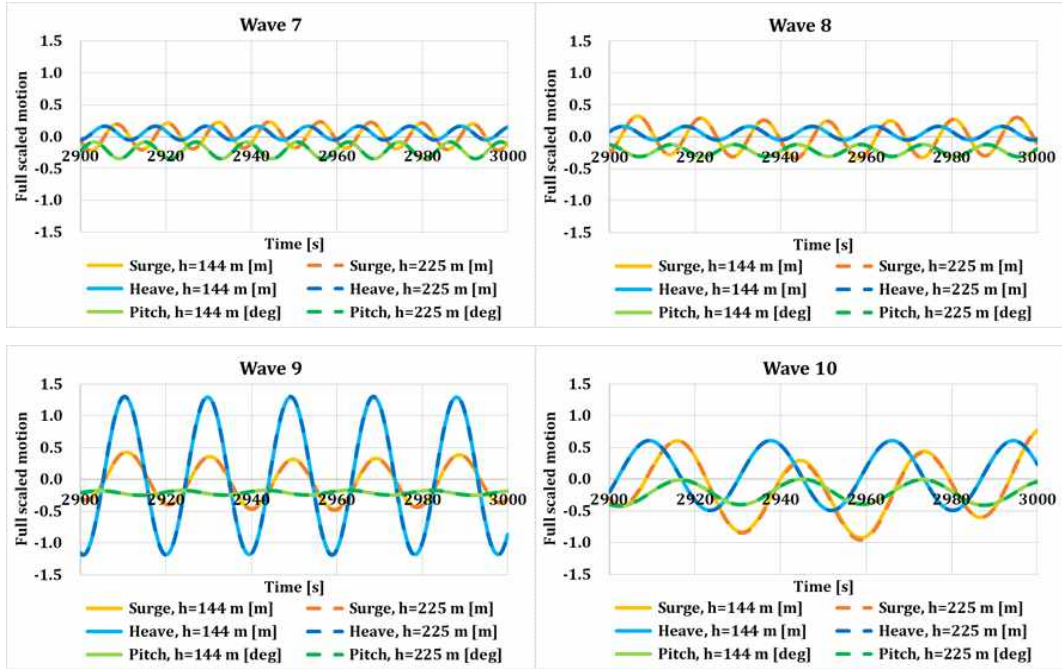 Wave 7
1.5
1.0
0.5
0.0
-0.5
-1.0
-1.5
Full scaled motion
2900 2920 2940 2960 2980 3000
Time [s]
Surge, h=144 m [m] Surge, h=225 m [m]
Heave, h=144 m [m] Heave, h=225 m [m]
Pitch, h=144 m [deg] Pitch, h=225 m [deg]
Wave 8
1.5
1.0
0.5
0.0
-0.5
-1.0
-1.5
Full scaled motion
2900 2920 2940 2960 2980 3000
Time [s]
Surge, h=144 m [m] Surge, h=225 m [m]
Heave, h=144 m [m] Heave, h=225 m [m]
Pitch, h=144 m [deg] Pitch, h=225 m [deg]
Wave 9
1.5
1.0
0.5
0.0
-0.5
-1.0
-1.5
Full scaled motion
2900 2920 2940 2960 2980 3000
Time [s]
Surge, h=144 m [m] Surge, h=225 m [m]
Heave, h=144 m [m] Heave, h=225 m [m]
Pitch, h=144 m [deg] Pitch, h=225 m [deg]
Wave 10
1.5
1.0
0.5
0.0
-0.5
-1.0
-1.5
Full scaled motion
2900 2920 2940 2960 2980 3000
Time [s]
Surge, h=144 m [m] Surge, h=225 m [m]
Heave, h=144 m [m] Heave, h=225 m [m]
Pitch, h=144 m [deg] Pitch, h=225 m [deg]